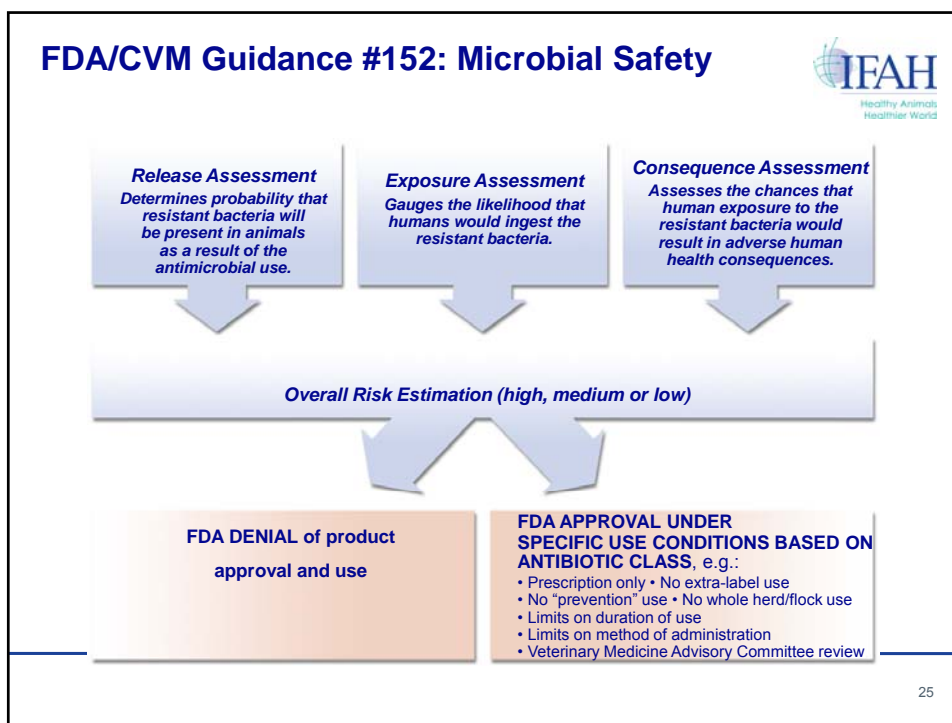 FDA/CVM Guidance #152: Microbial Safety
IFAH
Healthy Animals
Healthier World
Release Assessment
Determines probability that
resistant bacteria will
be present in animals
as a result of the
antimicrobial use.
Exposure Assessment
Gauges the likelihood that
humans would ingest the
resistant bacteria.
Consequence Assessment
Assesses the chances that
human exposure to the
resistant bacteria would
result in adverse human
health consequences.
Overall Risk Estimation (high, medium or low)
FDA DENIAL of product
approval and use
FDA APPROVAL UNDER
SPECIFIC USE CONDITIONS BASED ON
ANTIBIOTIC CLASS, e.g.:
• Prescription only • No extra-label use
• No “prevention” use • No whole herd/flock use
• Limits on duration of use
• Limits on method of administration
• Veterinary Medicine Advisory Committee review
25